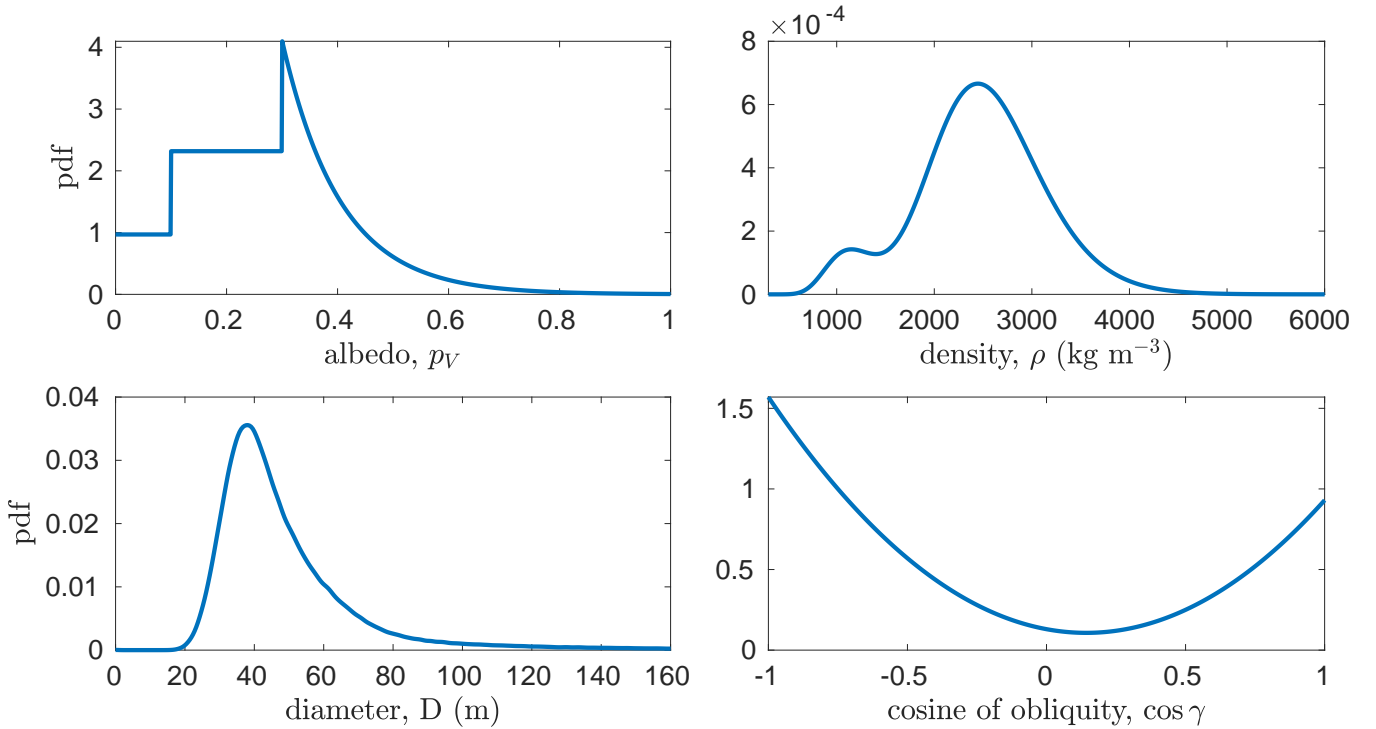 4
3
2
1
0
pdf
0 0.2 0.4 0.6 0.8 1
albedo, p_V
×10^-4
8
6
4
2
0
1000 2000 3000 4000 5000 6000
density, ρ (kg m^−3)
0.04
0.03
0.02
0.01
0
pdf
0 20 40 60 80 100 120 140 160
diameter, D (m)
1.5
1
0.5
0
-1 -0.5 0 0.5 1
cosine of obliquity, cos γ